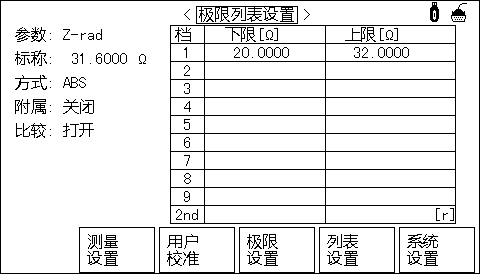 < 极限列表设置 >
参数: Z-rad
标称: 31.6000 Ω
方式: ABS
附属: 关闭
比较: 打开
档 下限[Ω] 上限[Ω]
1 20.0000 32.0000
2
3
4
5
6
7
8
9
2nd [r]
测量设置 用户校准 极限设置 列表设置 系统设置